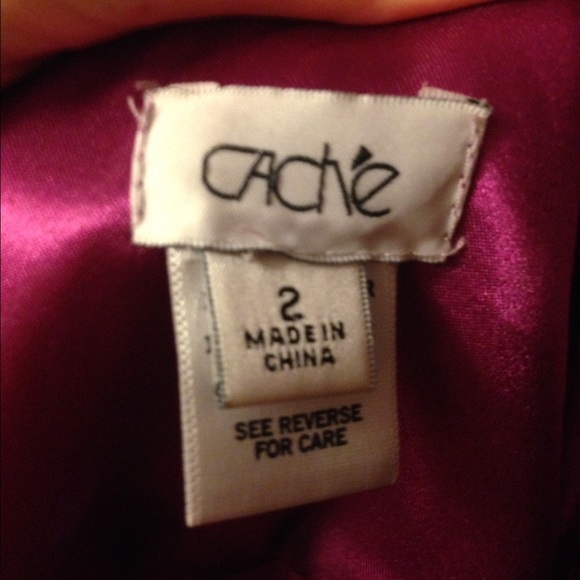 CAChé
2
MADE IN
CHINA
SEE REVERSE
FOR CARE